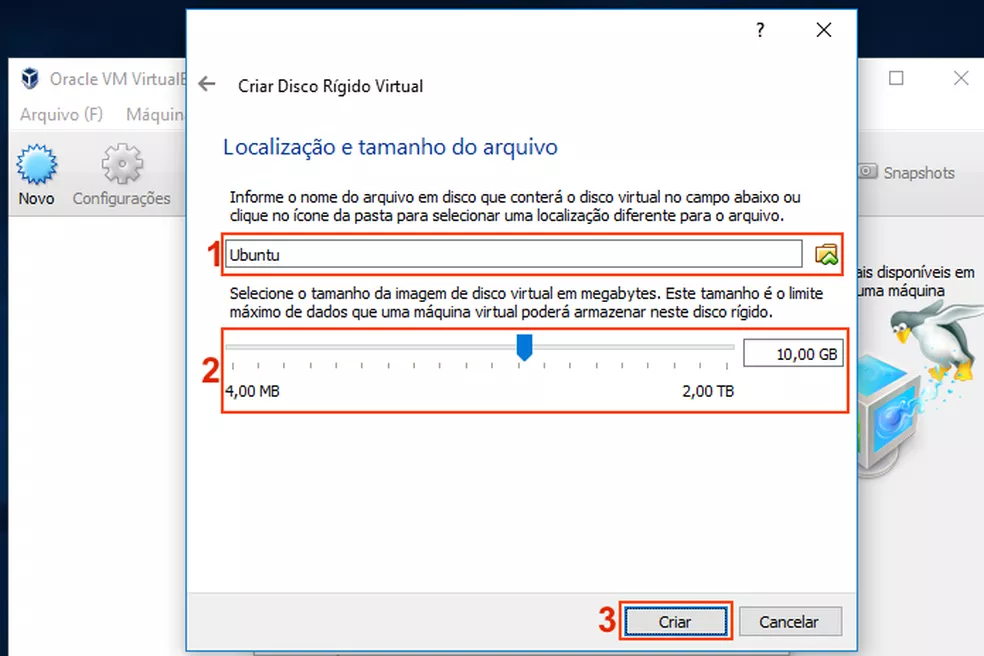 ?
Criar Disco Rígido Virtual
Oracle VM
Arquivo (F)
Novo
Configurações
Snapshots
Localização e tamanho do arquivo
Informe o nome do arquivo em disco que conterá o disco virtual no campo abaixo ou
clique no ícone da pasta para selecionar uma localização diferente para o arquivo.
1
Ubuntu
disponíveis em
uma máquina
Selecione o tamanho da imagem de disco virtual em megabytes. Este tamanho é o limite
máximo de dados que uma máquina virtual poderá armazenar neste disco rígido.
2
10,00 GB
4,00 MB
2,00 TB
3
Criar
Cancelar